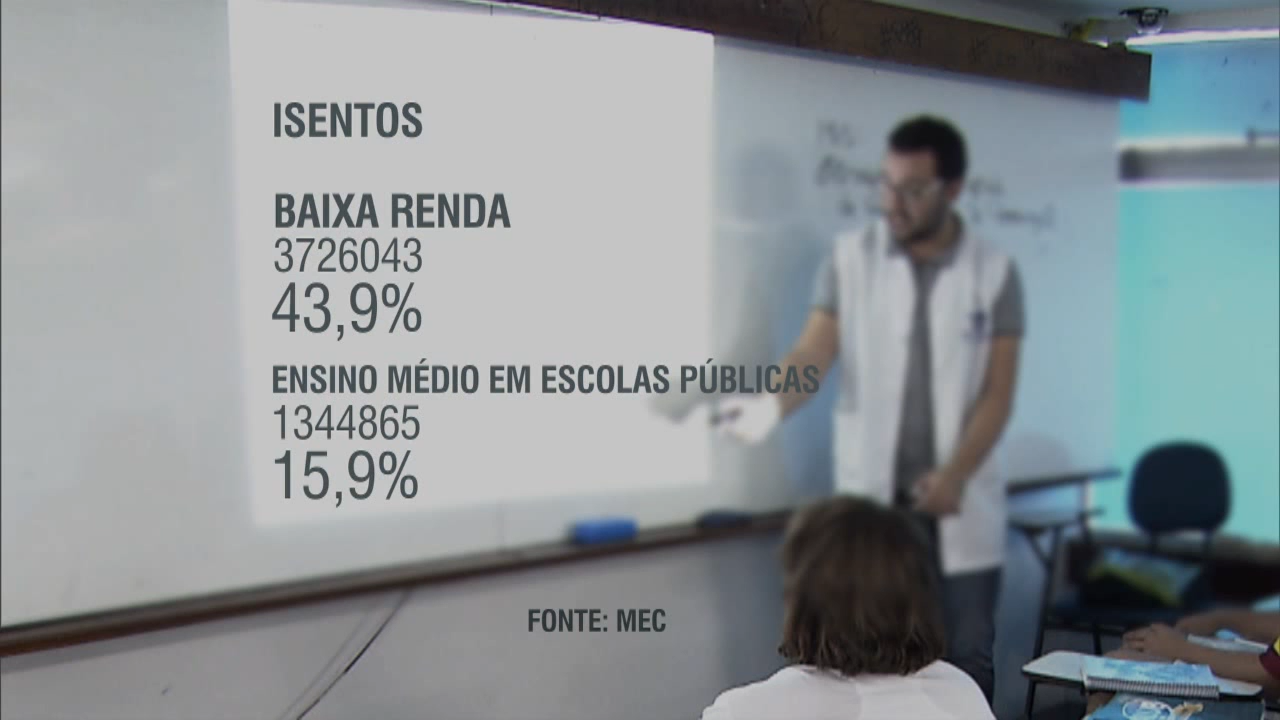 ISENTOS
BAIXA RENDA
3726043
43,9%
ENSINO MÉDIO EM ESCOLAS PÚBLICAS
1344865
15,9%
FONTE: MEC